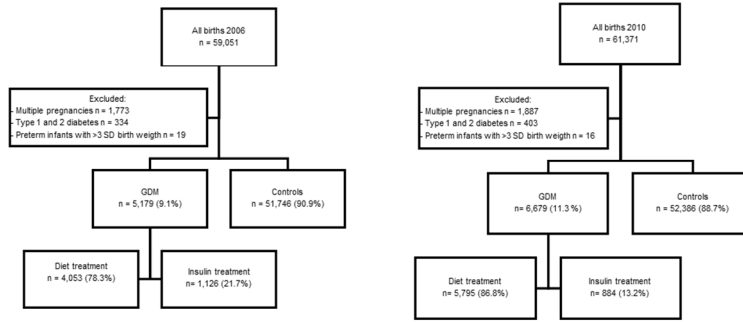 All births 2006
n = 59,051
Excluded:
- Multiple pregnancies n = 1,773
- Type 1 and 2 diabetes n = 334
- Preterm infants with >3 SD birth weigth n = 19
GDM
n = 5,179 (9.1%)
Controls
n = 51,746 (90.9%)
Diet treatment
n = 4,053 (78.3%)
Insulin treatment
n = 1,126 (21.7%)
All births 2010
n = 61,371
Excluded:
- Multiple pregnancies n = 1,887
- Type 1 and 2 diabetes n = 403
- Preterm infants with >3 SD birth weigth n = 16
GDM
n= 6,679 (11.3 %)
Controls
n = 52,386 (88.7%)
Diet treatment
n= 5,795 (86.8%)
Insulin treatment
n= 884 (13.2%)